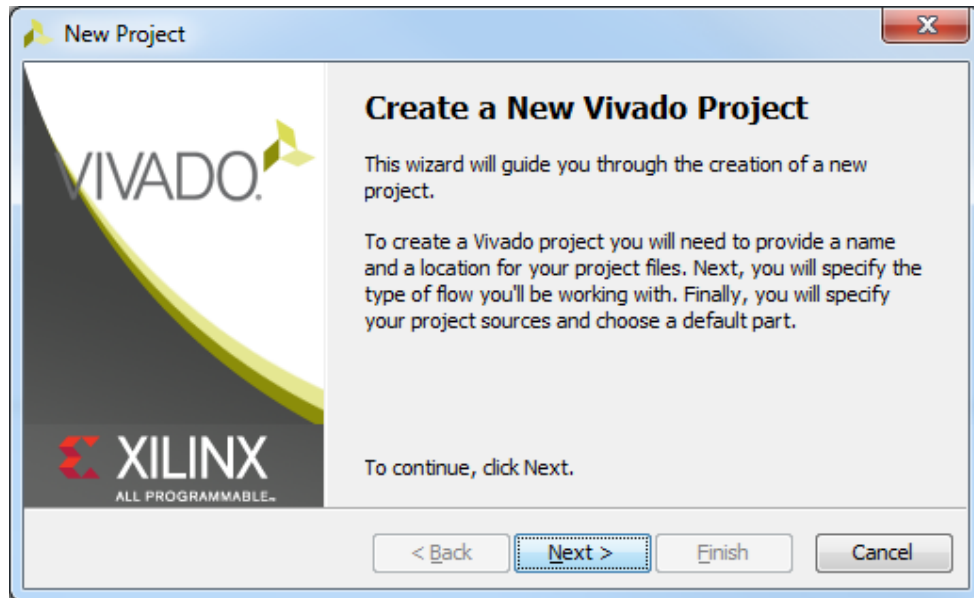 New Project
VIVADO.
Create a New Vivado Project
This wizard will guide you through the creation of a new
project.
To create a Vivado project you will need to provide a name
and a location for your project files. Next, you will specify the
type of flow you'll be working with. Finally, you will specify
your project sources and choose a default part.
XILINX
ALL PROGRAMMABLE™
To continue, click Next.
< Back
Next >
Finish
Cancel